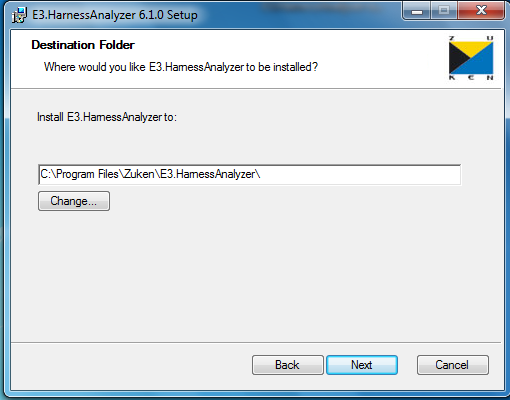 E3.HarnessAnalyzer 6.1.0 Setup
Destination Folder
Where would you like E3.HarnessAnalyzer to be installed?
Z U
K E N
Install E3.HarnessAnalyzer to:
C:\Program Files\Zuken\E3.HarnessAnalyzer\
Change...
Back
Next
Cancel